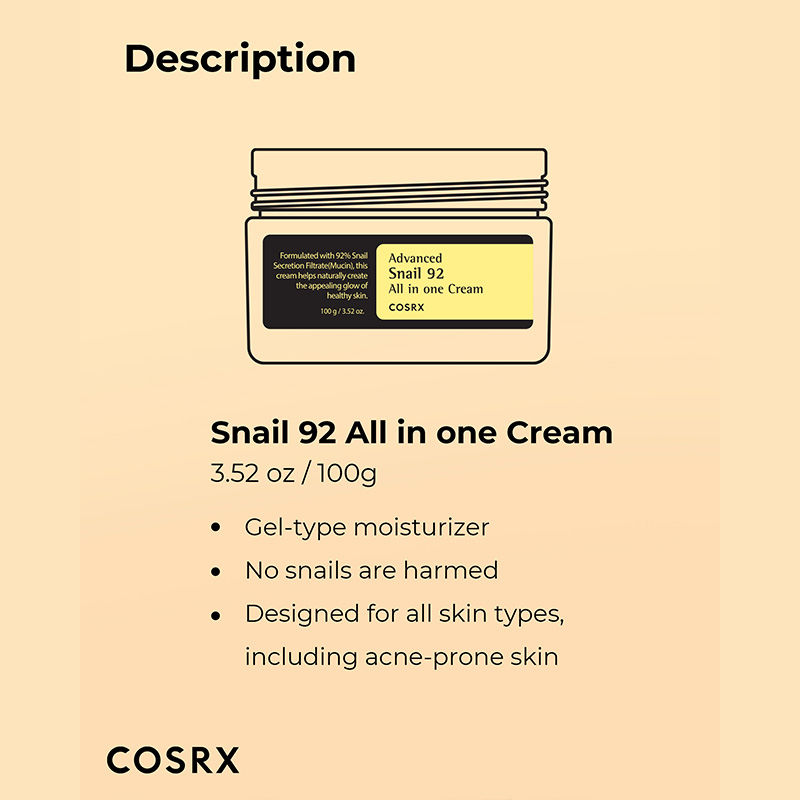 Description
Formulated with 92% Snail
Secretion Filtrate(Mucin), this
cream helps naturally create
the appealing glow of
healthy skin.
100 g / 3.52 oz.
Advanced
Snail 92
All in one Cream
COSRX
Snail 92 All in one Cream
3.52 oz / 100g
• Gel-type moisturizer
• No snails are harmed
• Designed for all skin types,
including acne-prone skin
COSRX